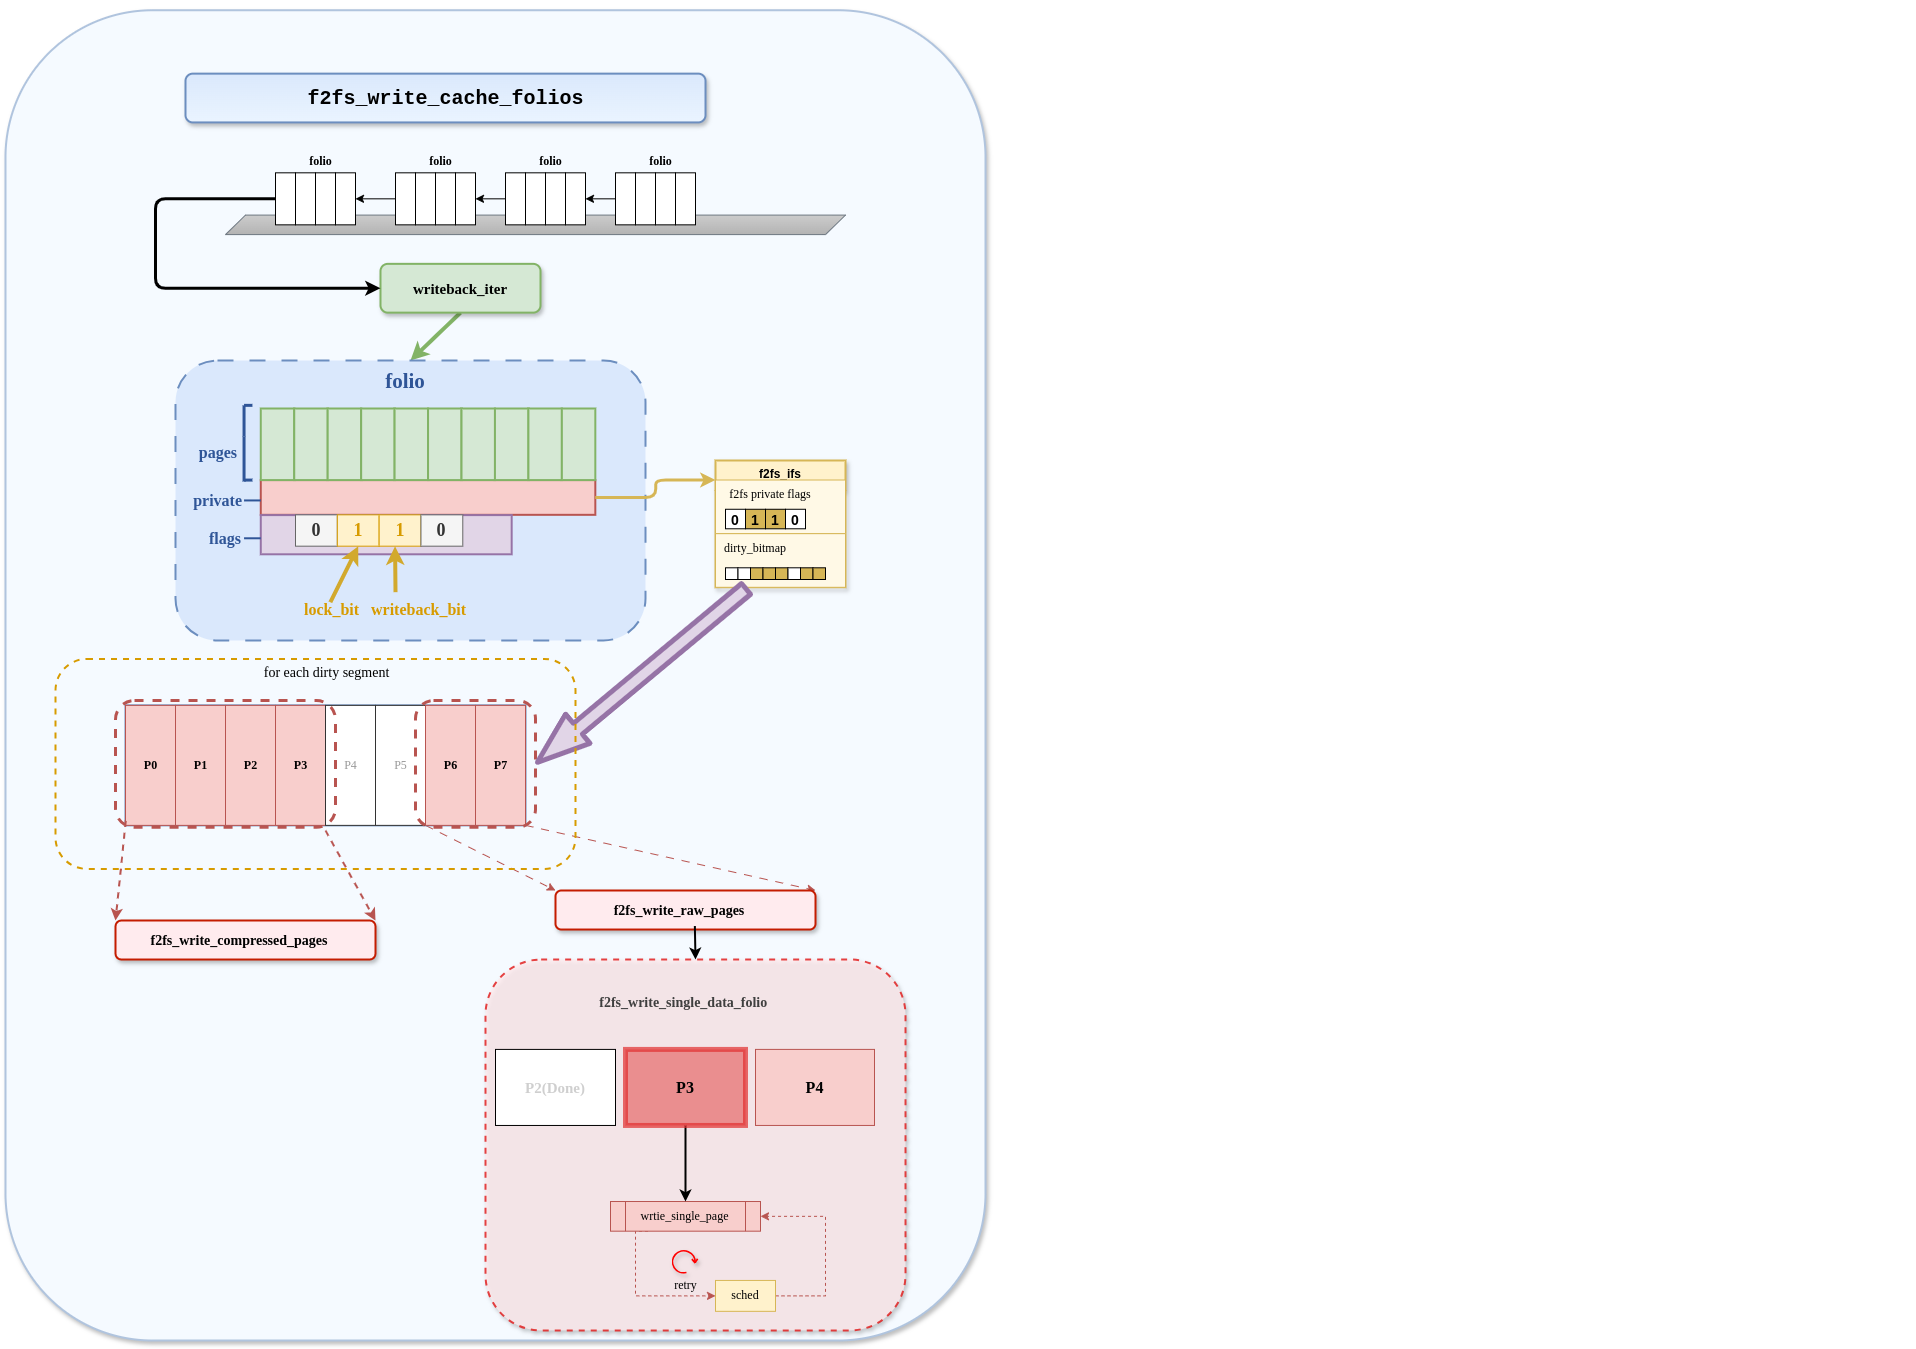 f2fs_write_cache_folios
folio folio folio folio
writeback_iter
folio
pages
private
flags
0 1 1 0
lock_bit writeback_bit
f2fs_ifs
f2fs private flags
0 1 1 0
dirty_bitmap
for each dirty segment
P0 P1 P2 P3 P4 P5 P6 P7
f2fs_write_raw_pages
f2fs_write_compressed_pages
f2fs_write_single_data_folio
P2(Done) P3 P4
wrtie_single_page
retry
sched